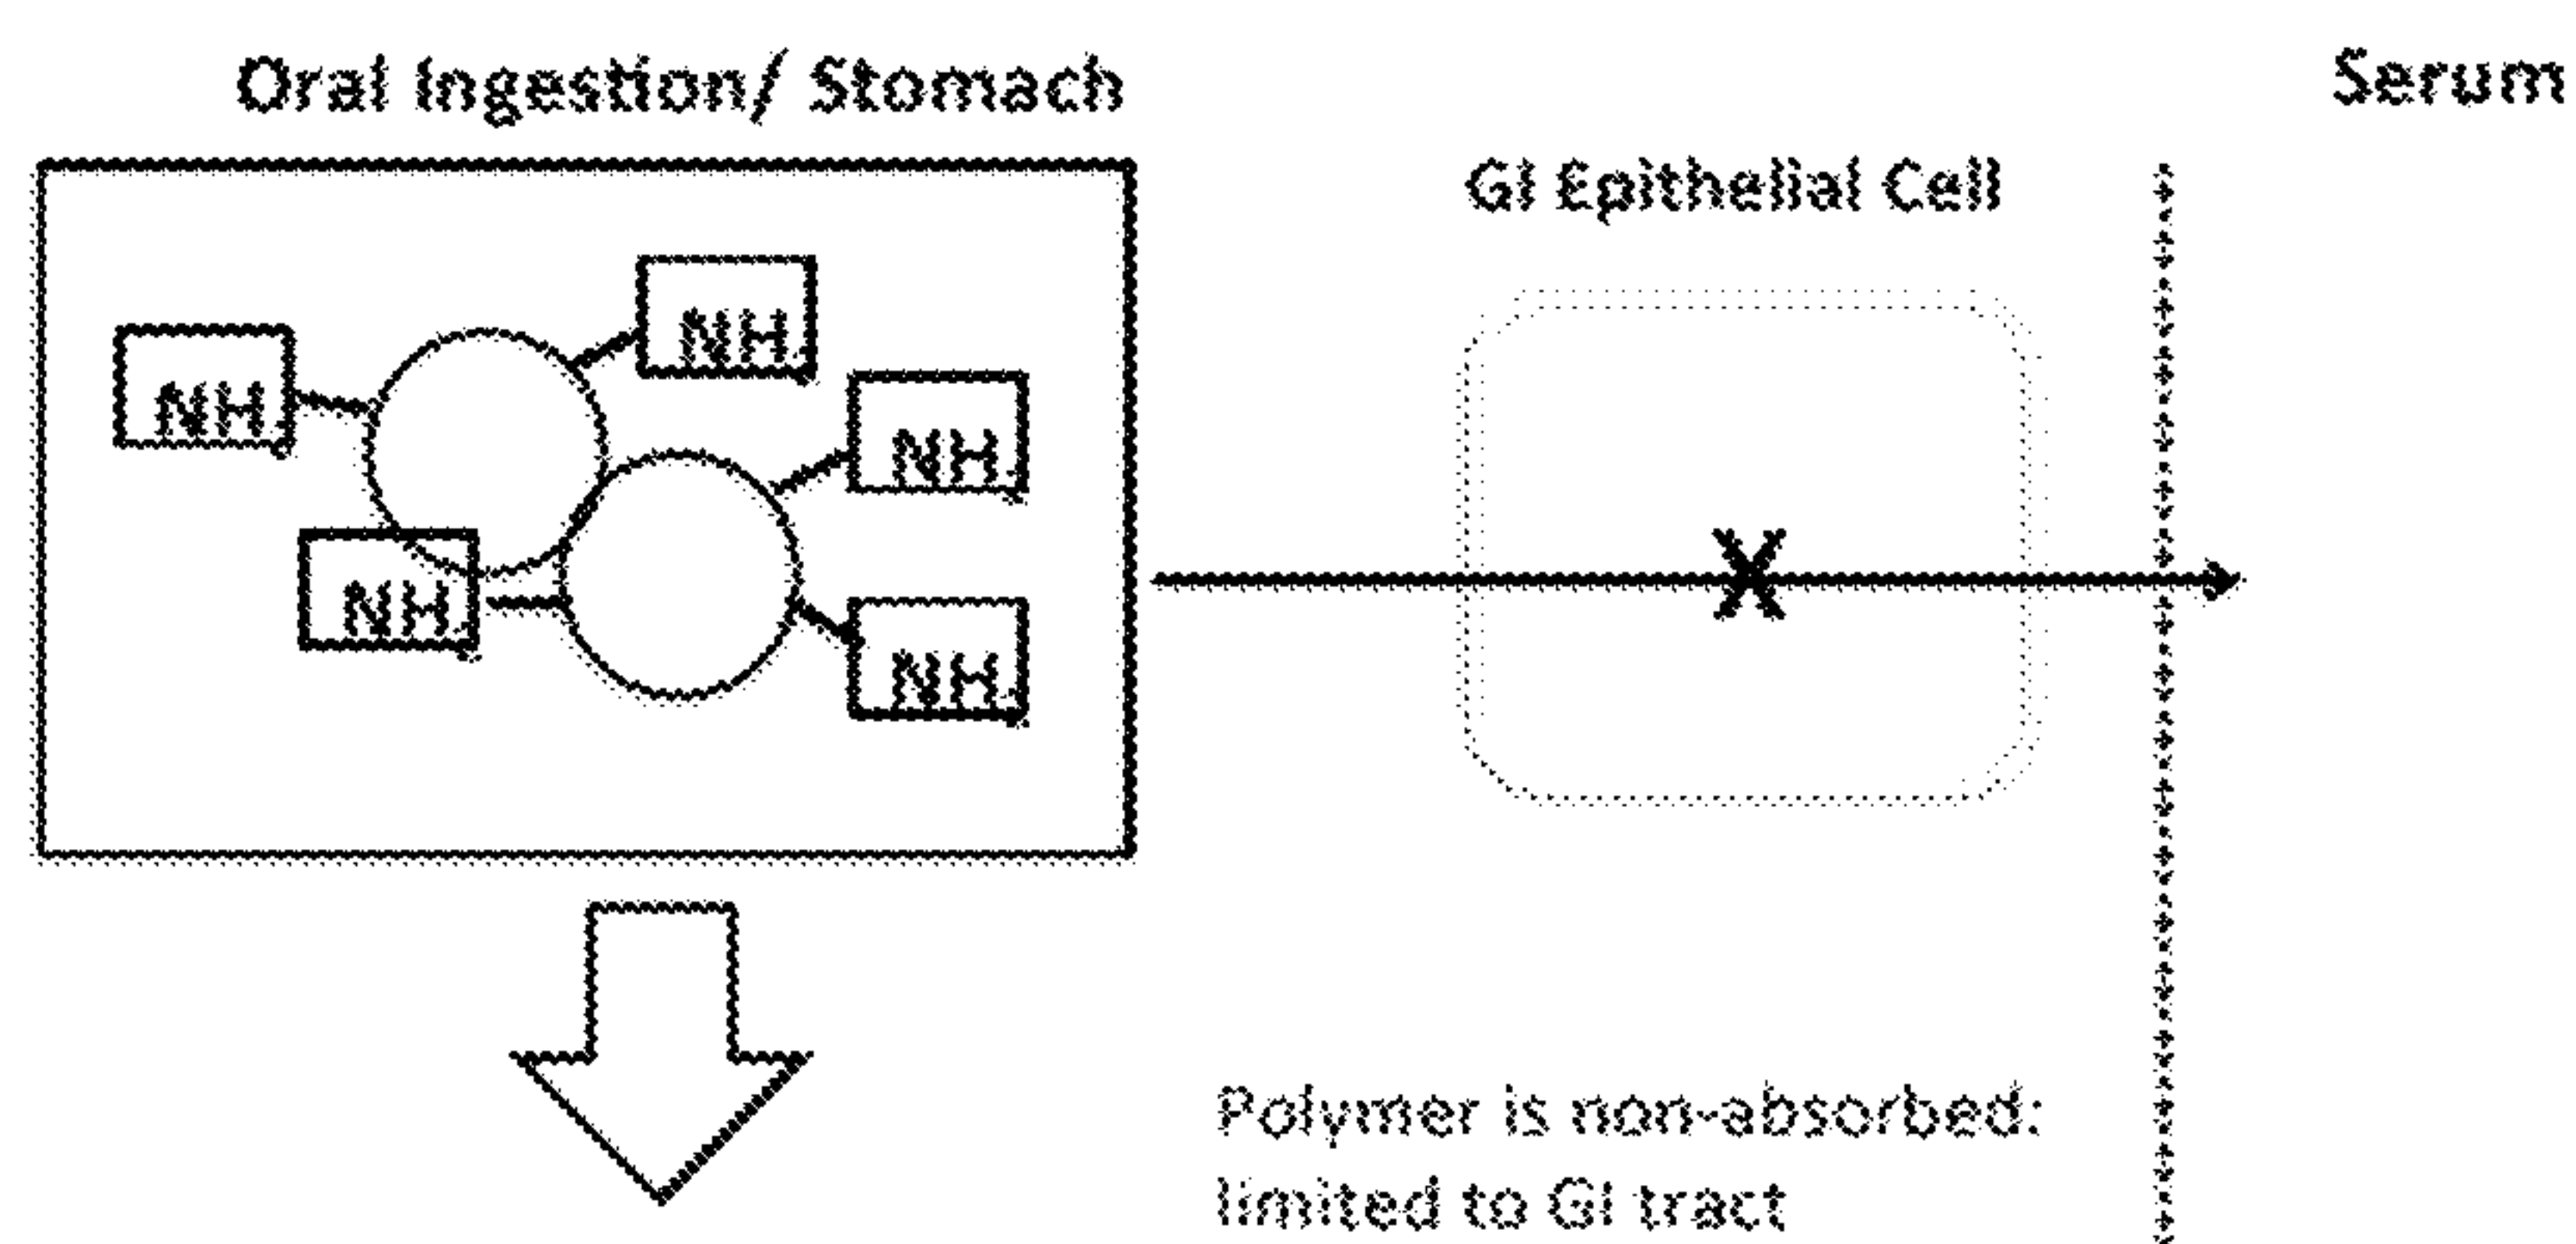 Oral Ingestion/ Stomach
Serum
GI Epithelial Cell
NH
NH
NH
NH
NH
X
Polymer is non-absorbed:
limited to GI tract